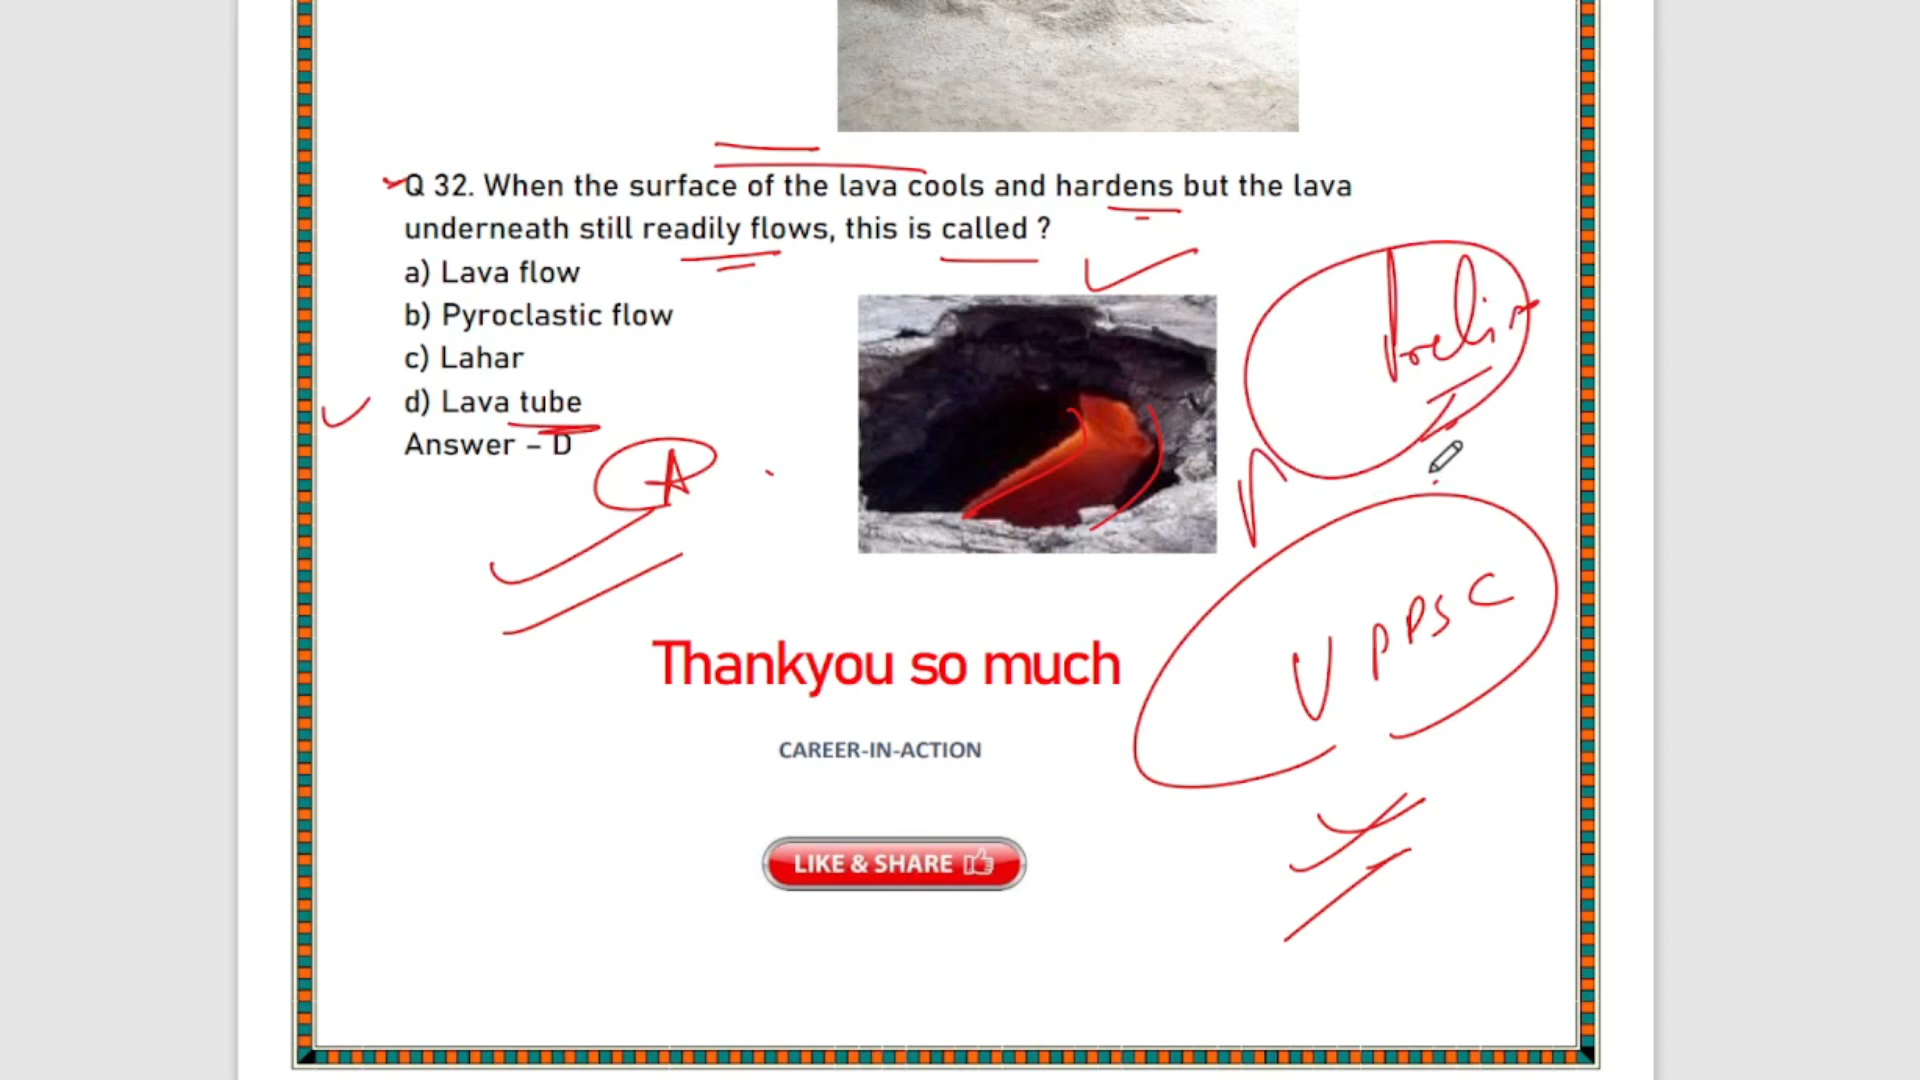 Q 32. When the surface of the lava cools and hardens but the lava
underneath still readily flows, this is called ?
a) Lava flow
b) Pyroclastic flow
c) Lahar
d) Lava tube
Answer – D
A
UPPSC
Thankyou so much
CAREER-IN-ACTION
LIKE & SHARE